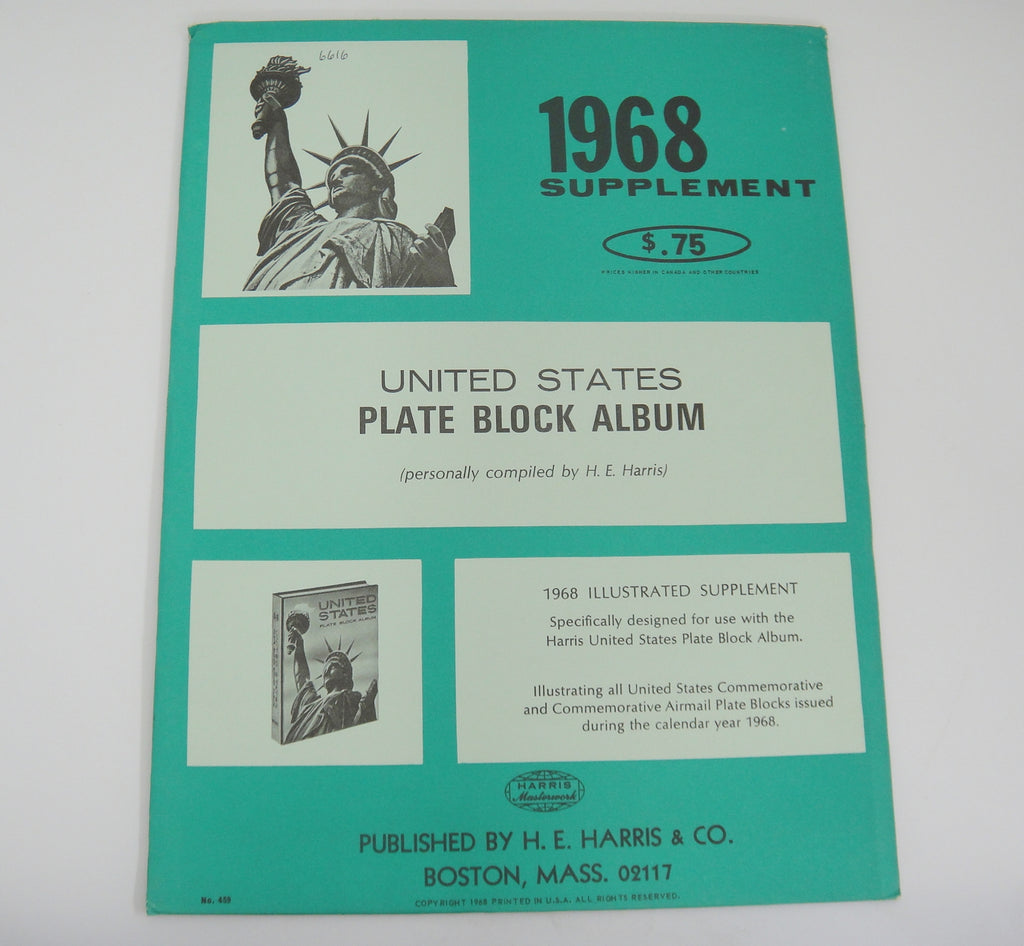 6616
1968
SUPPLEMENT
$.75
PRICES HIGHER IN CANADA AND OTHER COUNTRIES
UNITED STATES
PLATE BLOCK ALBUM
(personally compiled by H. E. Harris)
UNITED
STATES
PLATE BLOCK ALBUM
1968 ILLUSTRATED SUPPLEMENT
Specifically designed for use with the
Harris United States Plate Block Album.
Illustrating all United States Commemorative
and Commemorative Airmail Plate Blocks issued
during the calendar year 1968.
HARRIS
Masterwork
PUBLISHED BY H. E. HARRIS & CO.
BOSTON, MASS. 02117
No. 459
COPYRIGHT 1968 PRINTED IN U.S.A. ALL RIGHTS RESERVED.